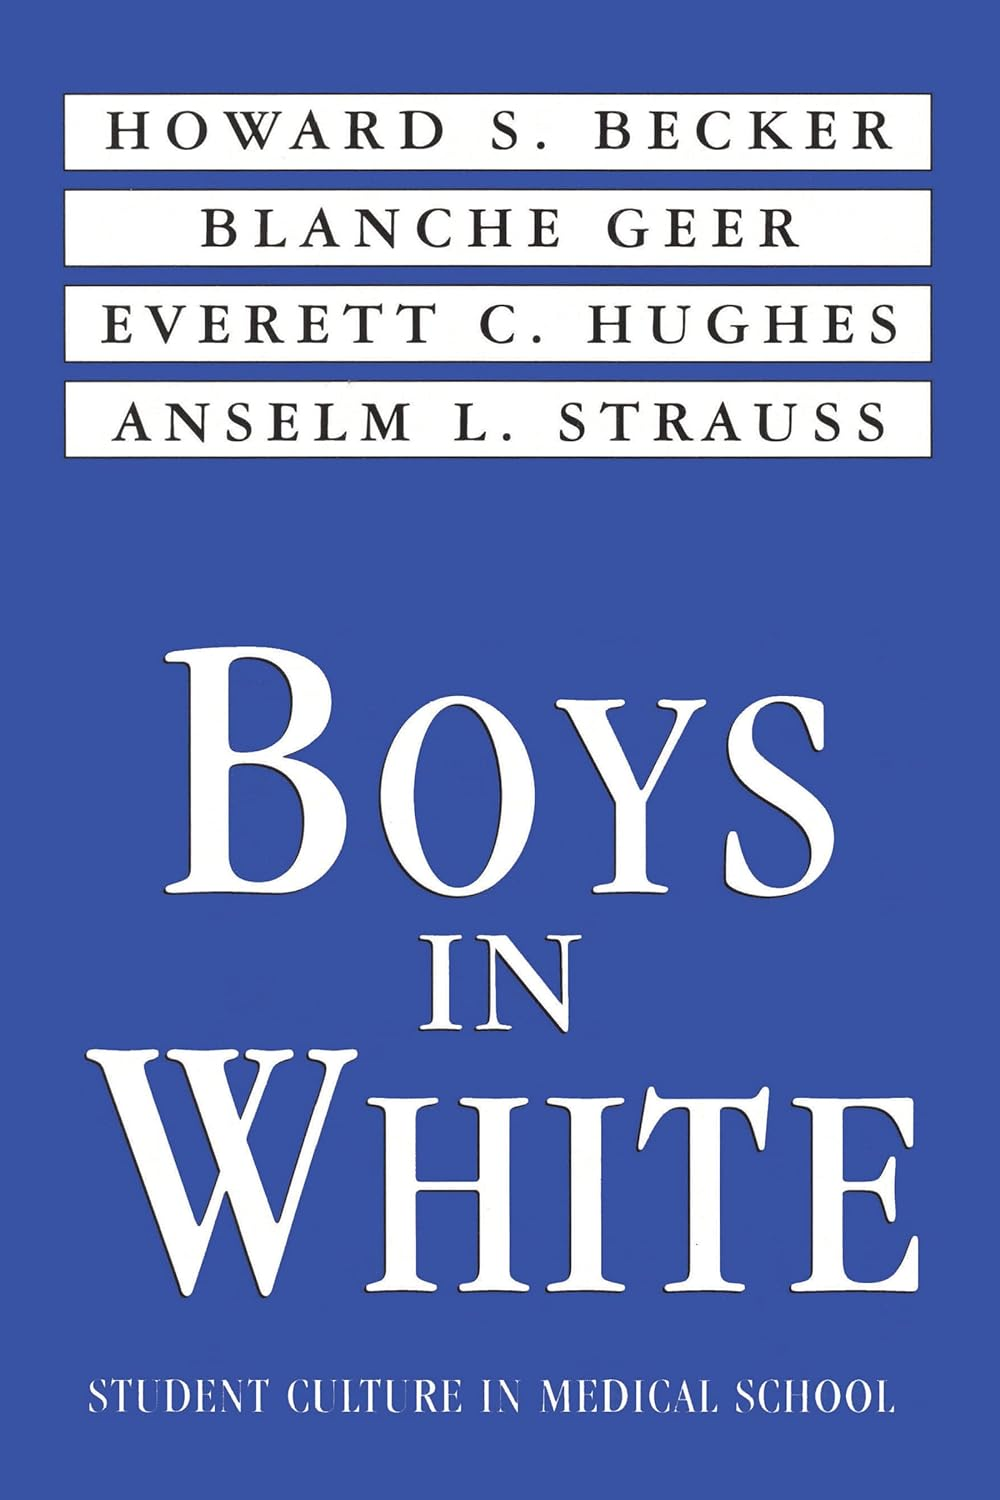 HOWARD S. BECKER
BLANCHE GEER
EVERETT C. HUGHES
ANSELM L. STRAUSS
BOYS
IN
WHITE
STUDENT CULTURE IN MEDICAL SCHOOL